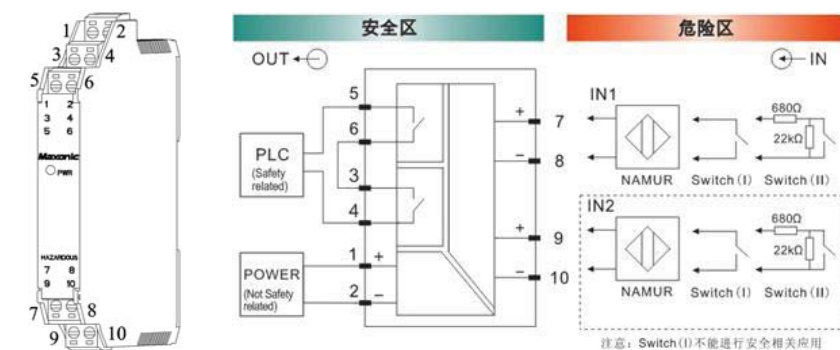 1 2
3 4
5 6
1 2
3 4
5 6
Maxonic
PWR
HAZARDOUS
7 8
9 10
7 8
9 10
安全区
危险区
OUT
IN
PLC
(Safety
related)
POWER
(Not Safety
related)
5
6
3
4
1 +
2 −
+ 7
− 8
+ 9
− 10
IN1
680Ω
22kΩ
NAMUR Switch(I) Switch(II)
IN2
680Ω
22kΩ
NAMUR Switch(I) Switch(II)
注意：Switch(I)不能进行安全相关应用